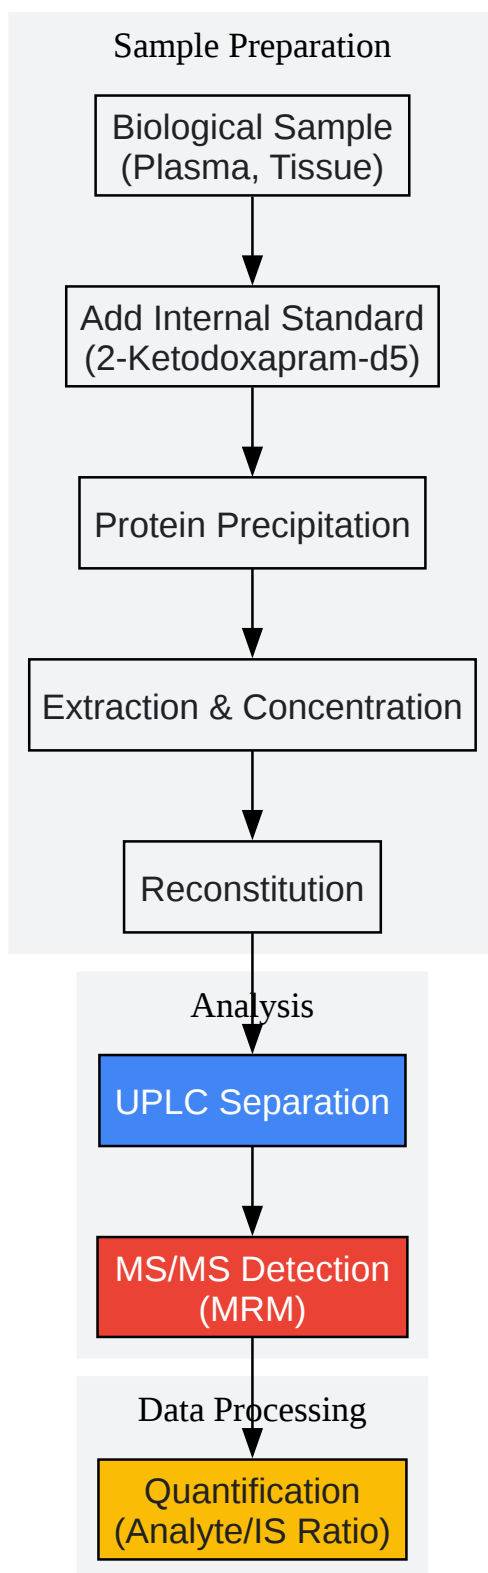 Sample Preparation
Biological Sample
(Plasma, Tissue)
Add Internal Standard
(2-Ketodoxapram-d5)
Protein Precipitation
Extraction & Concentration
Reconstitution
Analysis
UPLC Separation
MS/MS Detection
(MRM)
Data Processing
Quantification
(Analyte/IS Ratio)